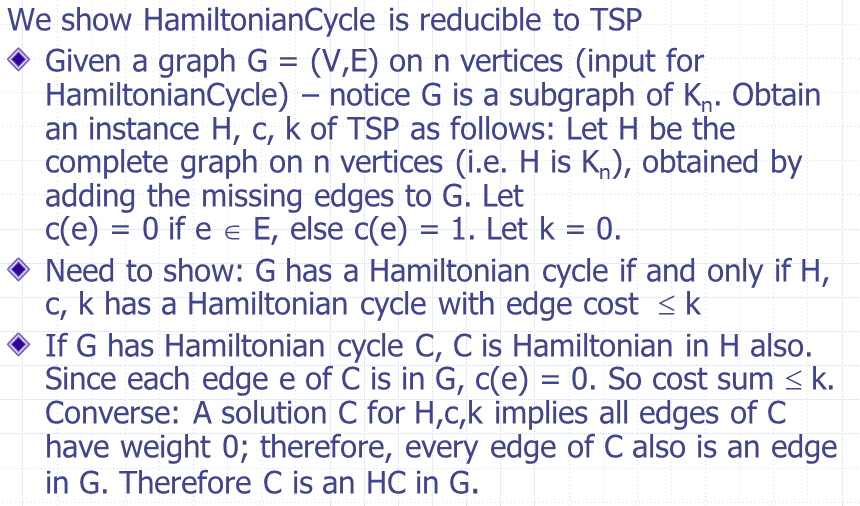 We show HamiltonianCycle is reducible to TSP
Given a graph G = (V,E) on n vertices (input for
HamiltonianCycle) – notice G is a subgraph of Kₙ. Obtain
an instance H, c, k of TSP as follows: Let H be the
complete graph on n vertices (i.e. H is Kₙ), obtained by
adding the missing edges to G. Let
c(e) = 0 if e ∈ E, else c(e) = 1. Let k = 0.
Need to show: G has a Hamiltonian cycle if and only if H,
c, k has a Hamiltonian cycle with edge cost ≤ k
If G has Hamiltonian cycle C, C is Hamiltonian in H also.
Since each edge e of C is in G, c(e) = 0. So cost sum ≤ k.
Converse: A solution C for H,c,k implies all edges of C
have weight 0; therefore, every edge of C also is an edge
in G. Therefore C is an HC in G.